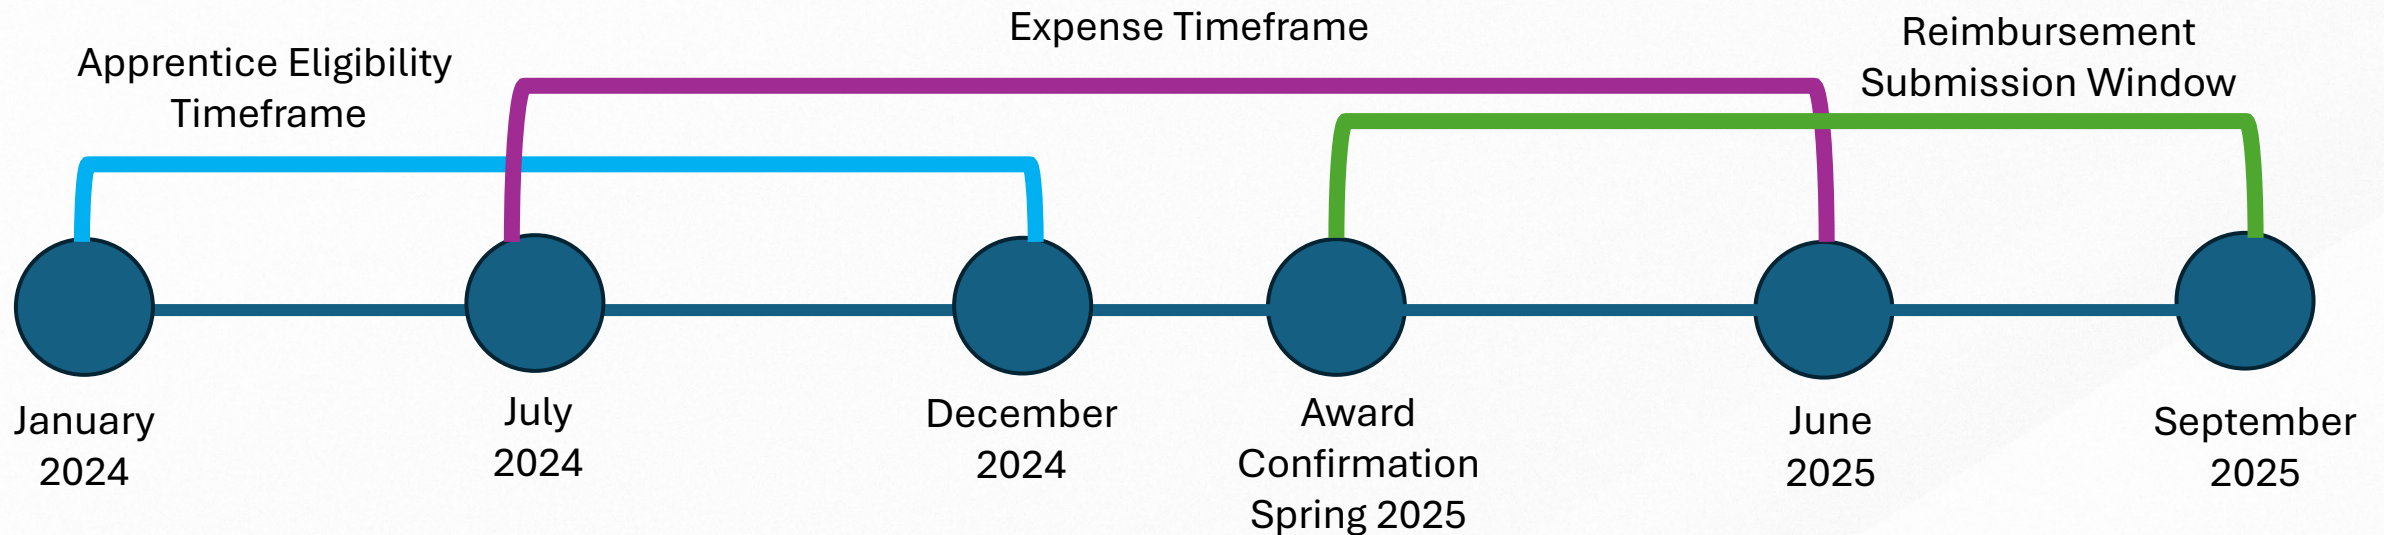 Apprentice Eligibility
Timeframe
Expense Timeframe
Reimbursement
Submission Window
January
2024
July
2024
December
2024
Award
Confirmation
Spring 2025
June
2025
September
2025